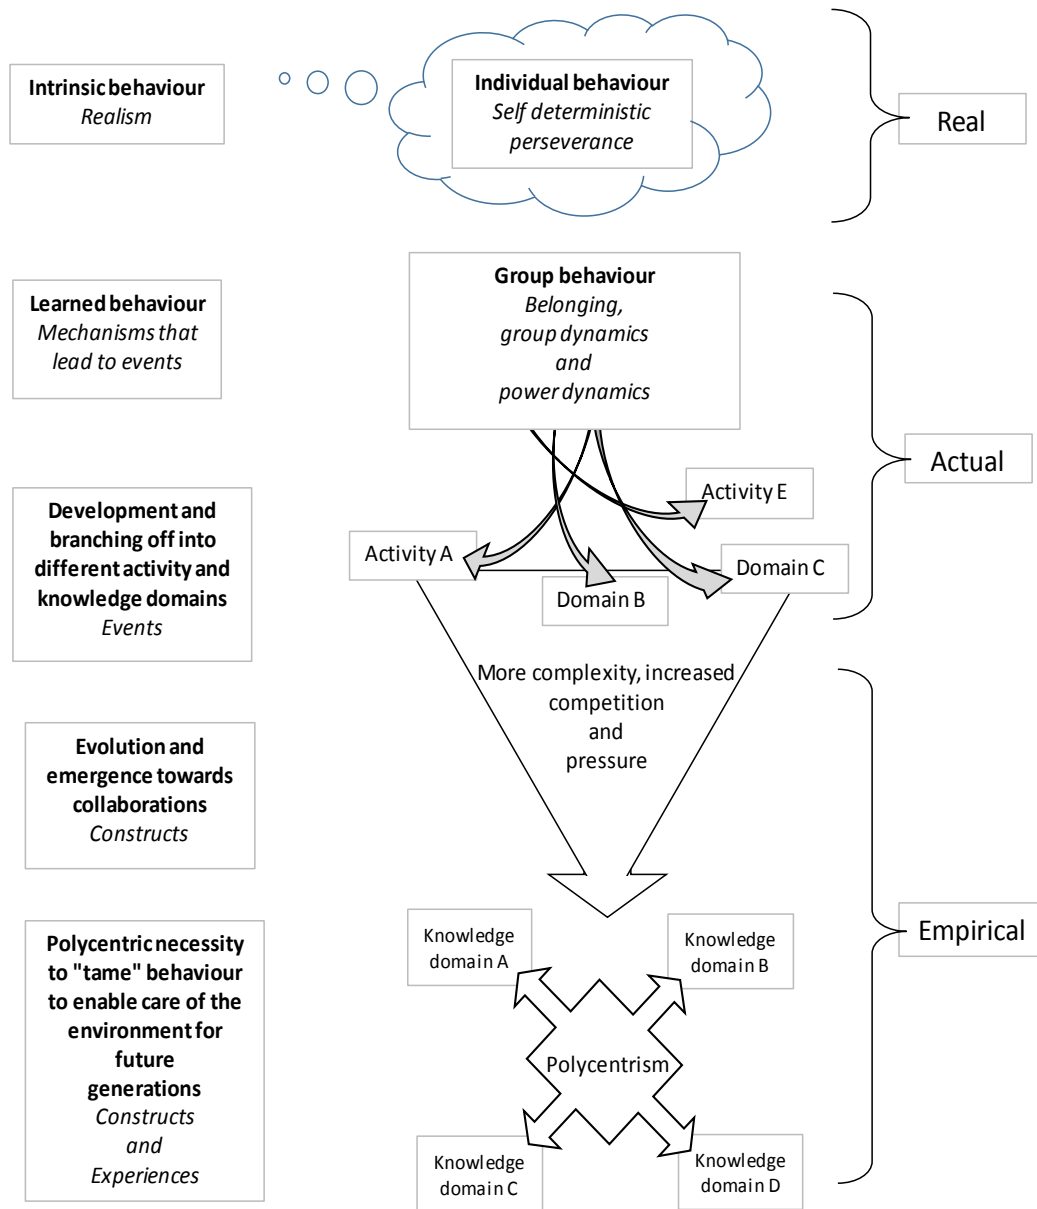 Intrinsic behaviour
Realism
Individual behaviour
Self deterministic
perseverance
Real
Learned behaviour
Mechanisms that
lead to events
Group behaviour
Belonging,
group dynamics
and
power dynamics
Actual
Development and
branching off into
different activity and
knowledge domains
Events
Activity E
Activity A
Domain B
Domain C
More complexity, increased
competition
and
pressure
Evolution and
emergence towards
collaborations
Constructs
Empirical
Polycentric necessity
to "tame" behaviour
to enable care of the
environment for
future
generations
Constructs
and
Experiences
Knowledge
domain A
Knowledge
domain B
Polycentrism
Knowledge
domain C
Knowledge
domain D